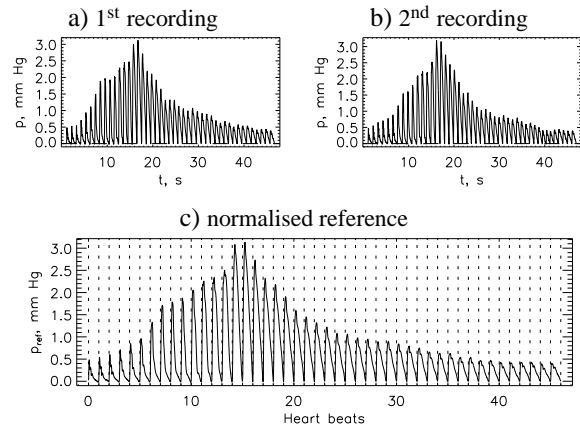 a) 1st recording
b) 2nd recording
3.0
2.5
2.0
1.5
1.0
0.5
0.0
p, mm Hg
10 20 30 40
t, s
3.0
2.5
2.0
1.5
1.0
0.5
0.0
p, mm Hg
10 20 30 40
t, s
c) normalised reference
3.0
2.5
2.0
1.5
1.0
0.5
0.0
pref, mm Hg
0 10 20 30 40
Heart beats